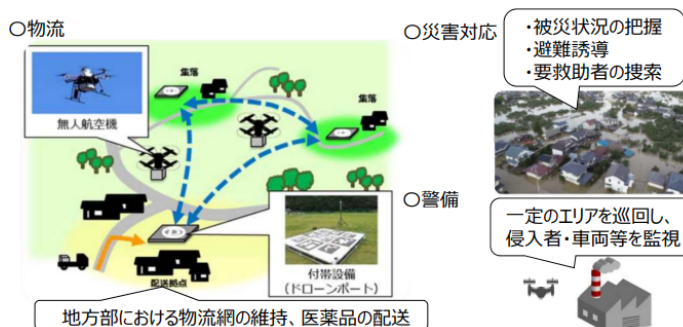 〇物流
集落
集落
無人航空機
配送拠点
付帯設備
(ドローンポート)
地方部における物流網の維持、医薬品の配送
〇災害対応
・被災状況の把握
・避難誘導
・要救助者の捜索
〇警備
一定のエリアを巡回し、
侵入者・車両等を監視